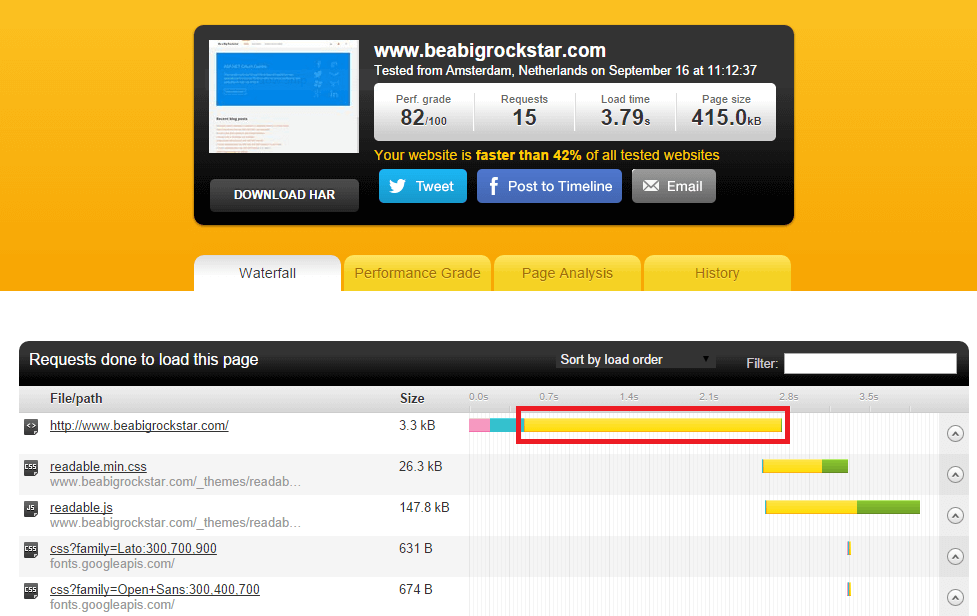 www.beabigrockstar.com
Tested from Amsterdam, Netherlands on September 16 at 11:12:37
Perf. grade Requests Load time Page size
82/100 15 3.79s 415.0kB
Your website is faster than 42% of all tested websites
DOWNLOAD HAR Tweet Post to Timeline Email
Waterfall Performance Grade Page Analysis History
Requests done to load this page Sort by load order Filter:
File/path Size 0.0s 0.7s 1.4s 2.1s 2.8s 3.5s
<> http://www.beabigrockstar.com/ 3.3 kB
CSS readable.min.css 26.3 kB
www.beabigrockstar.com/_themes/readab...
JS readable.js 147.8 kB
www.beabigrockstar.com/_themes/readab...
CSS css?family=Lato:300,700,900 631 B
fonts.googleapis.com/
CSS css?family=Open+Sans:300,400,700 674 B
fonts.googleapis.com/